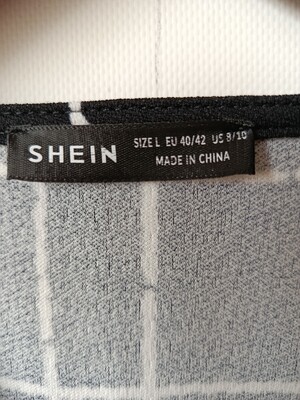 SHEIN
SIZE L EU 40/42 US 8/10
MADE IN CHINA